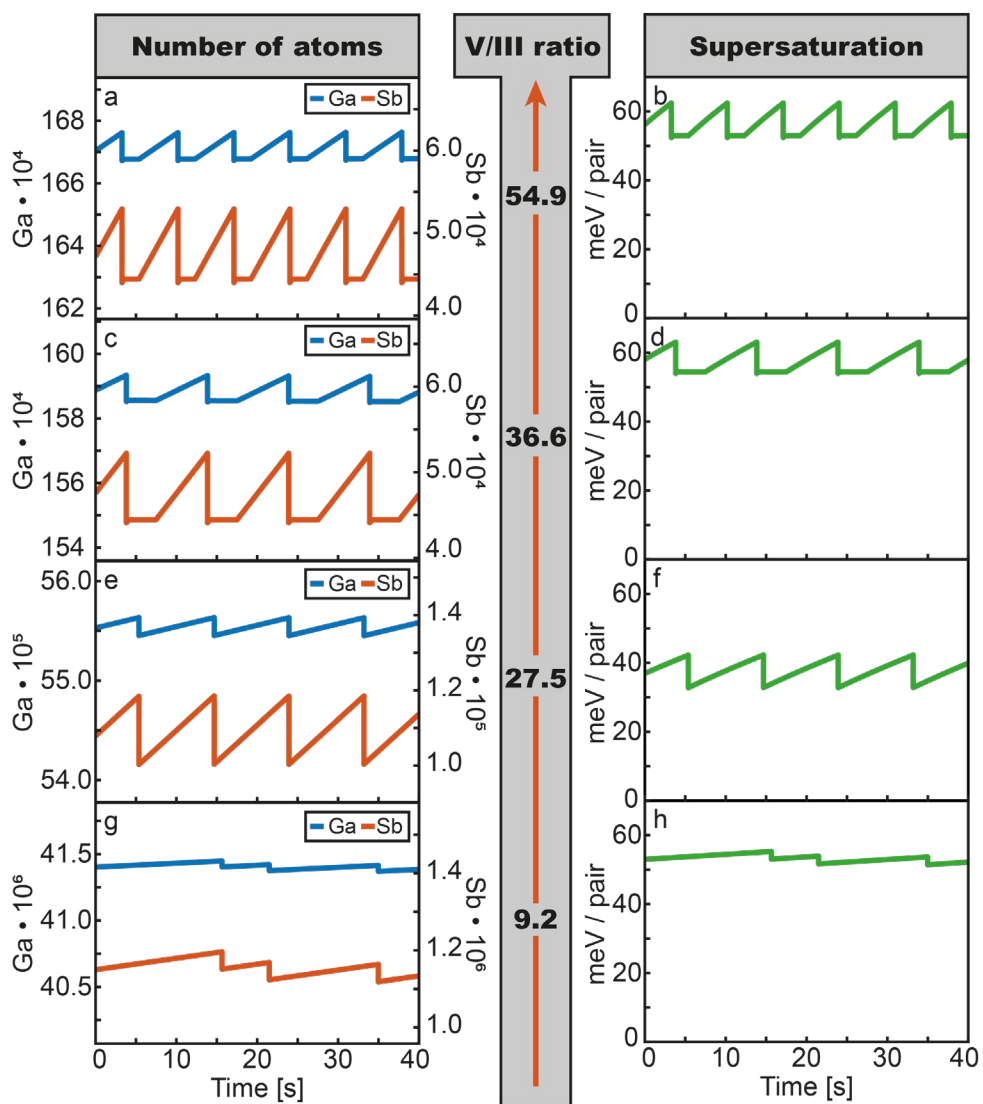 Number of atoms
V/III ratio
Supersaturation
a
Ga Sb
168
166
164
162
Ga • 10⁴
6.0
5.0
4.0
Sb • 10⁴
54.9
b
60
40
20
0
meV / pair
c
Ga Sb
160
158
156
154
Ga • 10⁴
6.0
5.0
4.0
Sb • 10⁴
36.6
d
60
40
20
0
meV / pair
e
Ga Sb
56.0
55.0
54.0
Ga • 10⁵
1.4
1.2
1.0
Sb • 10⁵
27.5
f
60
40
20
0
meV / pair
g
Ga Sb
41.5
41.0
40.5
Ga • 10⁶
1.4
1.2
1.0
Sb • 10⁶
9.2
h
60
40
20
0
meV / pair
0 10 20 30 40
Time [s]
0 10 20 30 40
Time [s]